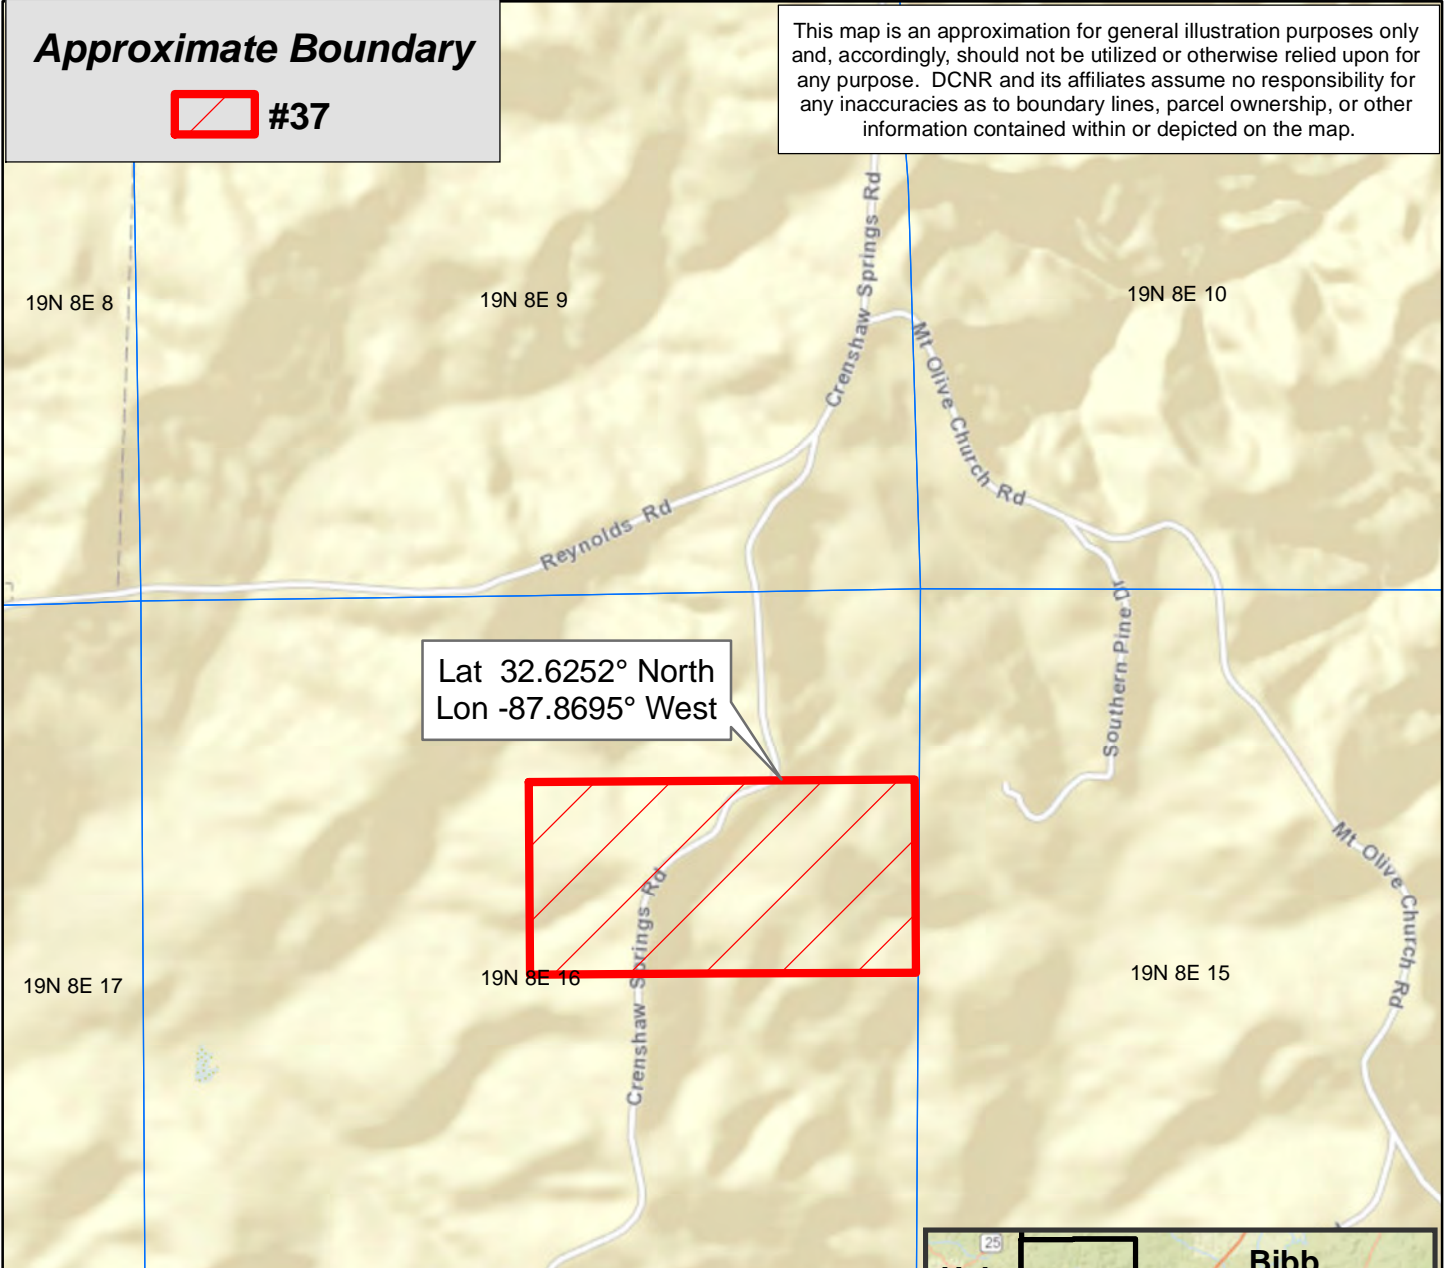 Approximate Boundary
#37
This map is an approximation for general illustration purposes only
and, accordingly, should not be utilized or otherwise relied upon for
any purpose.  DCNR and its affiliates assume no responsibility for
any inaccuracies as to boundary lines, parcel ownership, or other
information contained within or depicted on the map.
Crenshaw Springs Rd
19N 8E 8
19N 8E 9
19N 8E 10
Mt Olive Church Rd
Reynolds Rd
Southern Pine Dr
Lat  32.6252° North
Lon -87.8695° West
Mt Olive Church Rd
Crenshaw Springs Rd
19N 8E 17
19N 8E 16
19N 8E 15
25
Bibb